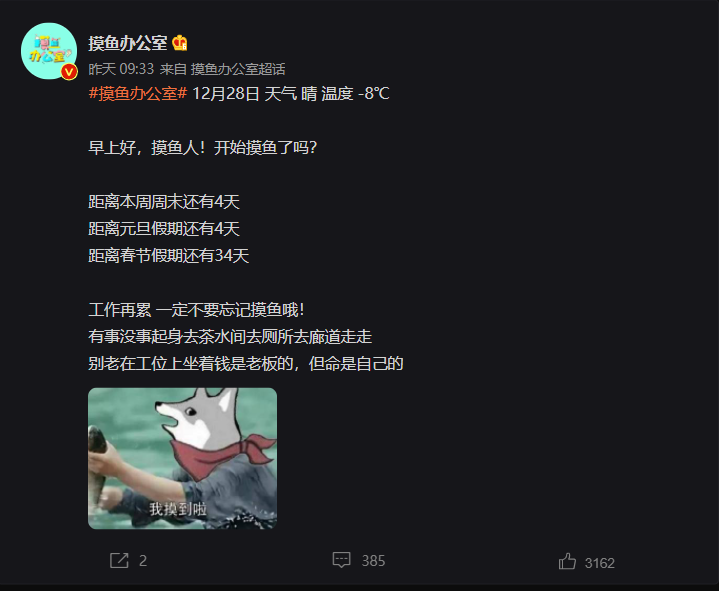 摸鱼办公室
摸鱼办公室
昨天 09:33 来自 摸鱼办公室超话
#摸鱼办公室# 12月28日 天气 晴 温度 -8℃
早上好，摸鱼人！开始摸鱼了吗？
距离本周周末还有4天
距离元旦假期还有4天
距离春节假期还有34天
工作再累 一定不要忘记摸鱼哦！
有事没事起身去茶水间去厕所去廊道走走
别老在工位上坐着钱是老板的，但命是自己的
我摸到啦
2
385
3162